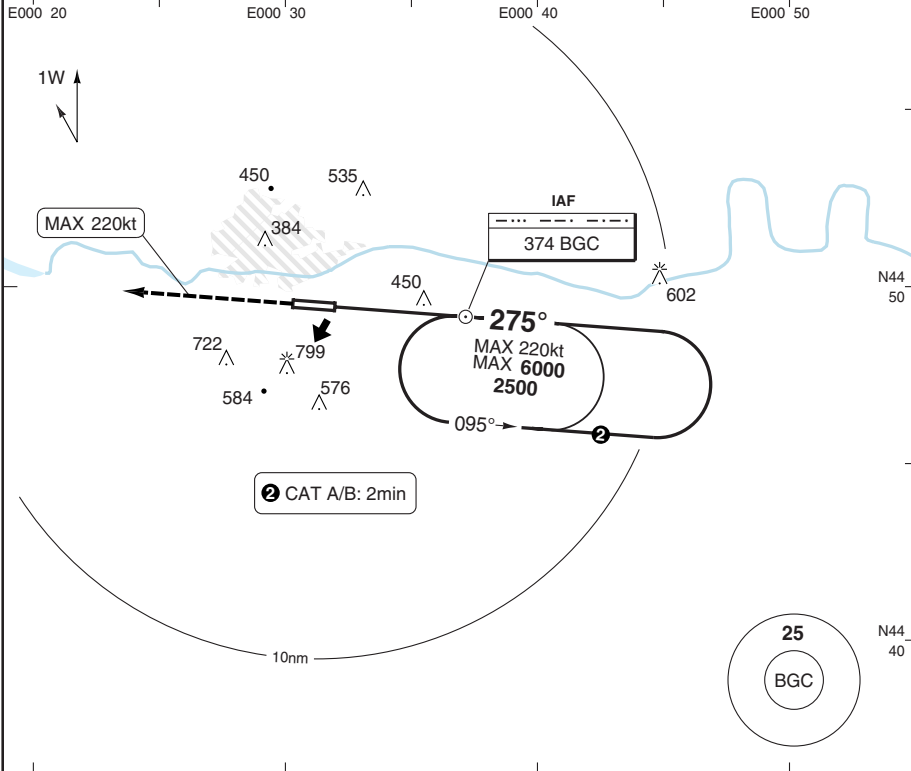 E000 20
E000 30
E000 40
E000 50
1W
450
535
IAF
384
374 BGC
MAX 220kt
450
602
N44
50
275°
722
799
MAX 220kt
MAX 6000
2500
584
576
095°
2
2 CAT A/B: 2min
25
N44
40
10nm
BGC